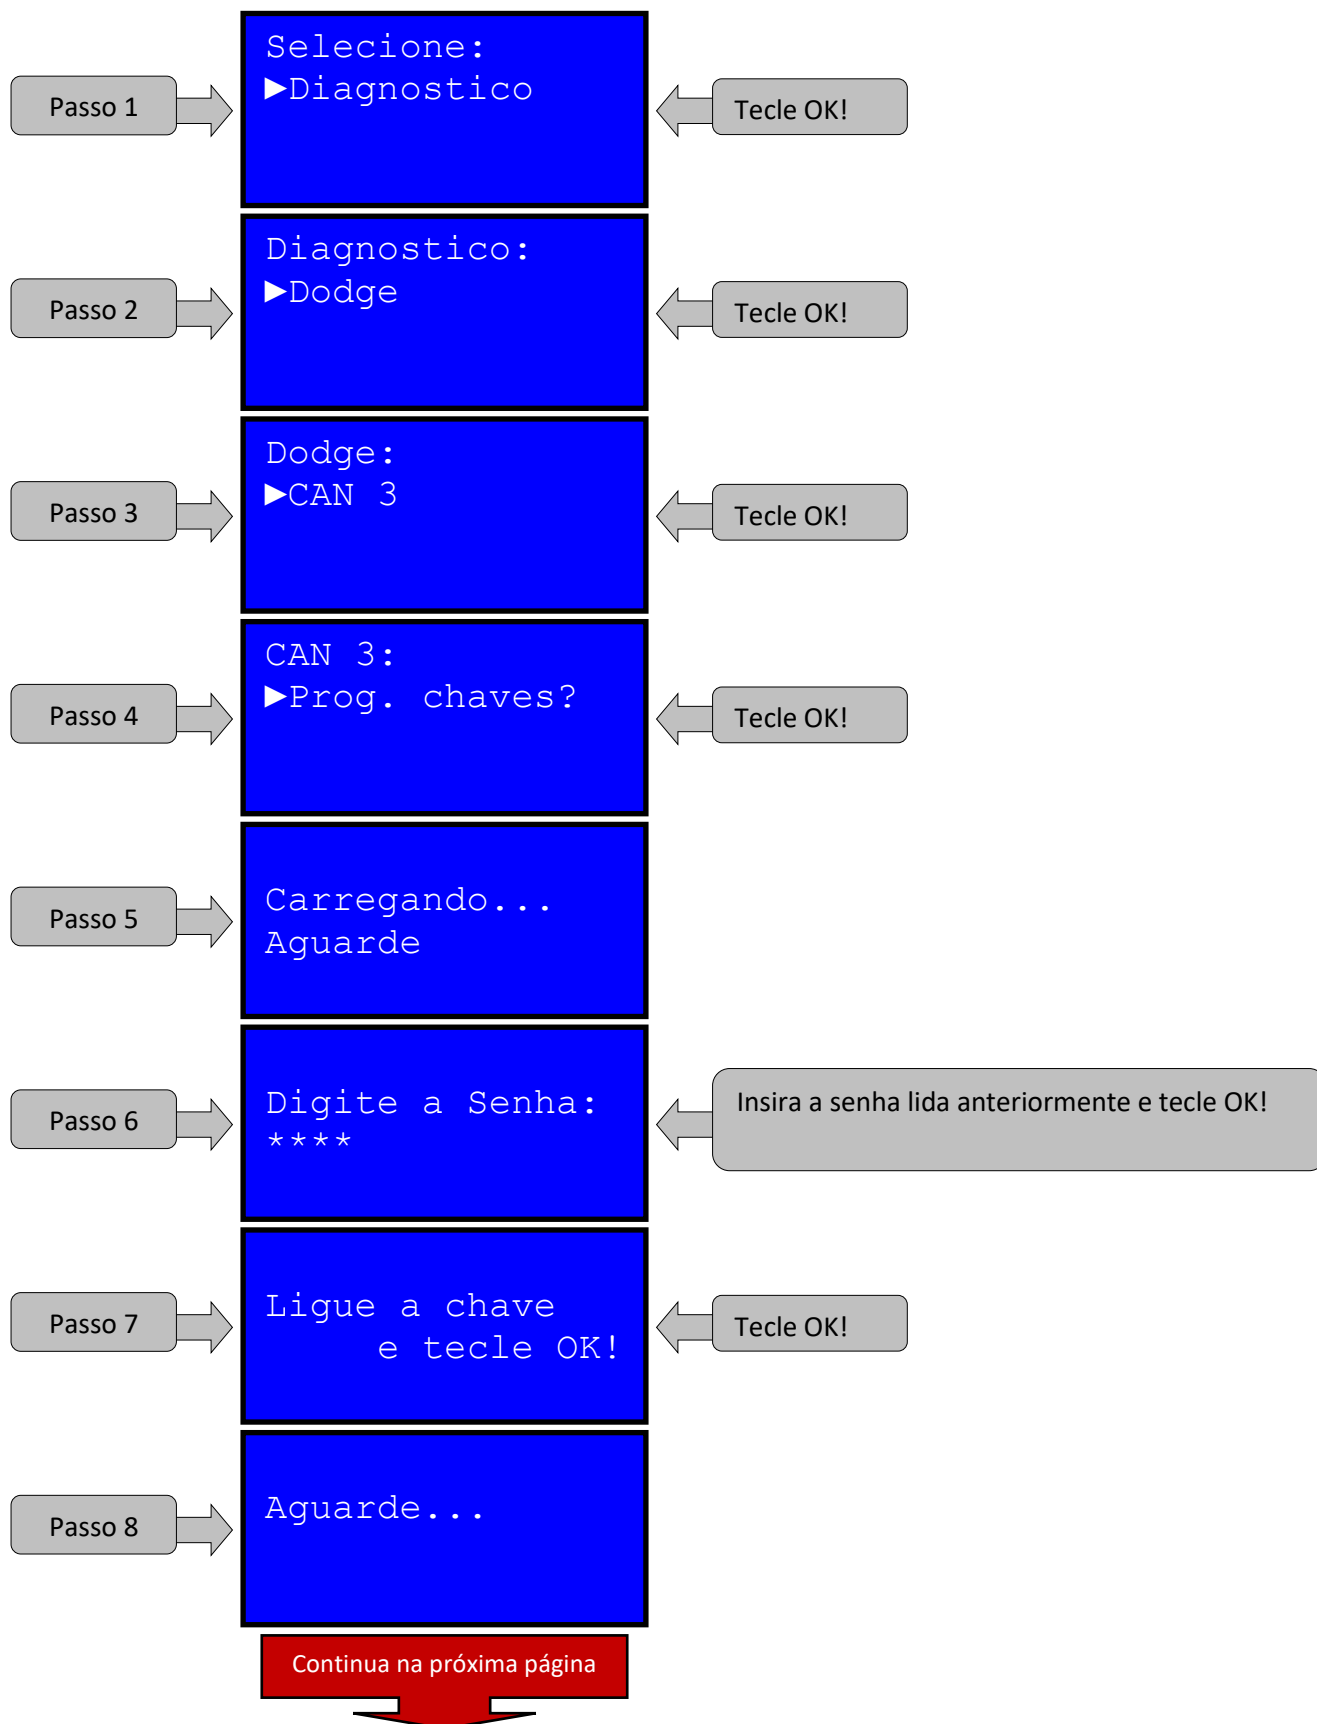 Passo 1
Selecione:
►Diagnostico
Tecle OK!
Passo 2
Diagnostico:
►Dodge
Tecle OK!
Passo 3
Dodge:
►CAN 3
Tecle OK!
Passo 4
CAN 3:
►Prog. chaves?
Tecle OK!
Passo 5
Carregando...
Aguarde
Passo 6
Digite a Senha:
****
Insira a senha lida anteriormente e tecle OK!
Passo 7
Ligue a chave
e tecle OK!
Tecle OK!
Passo 8
Aguarde...
Continua na próxima página